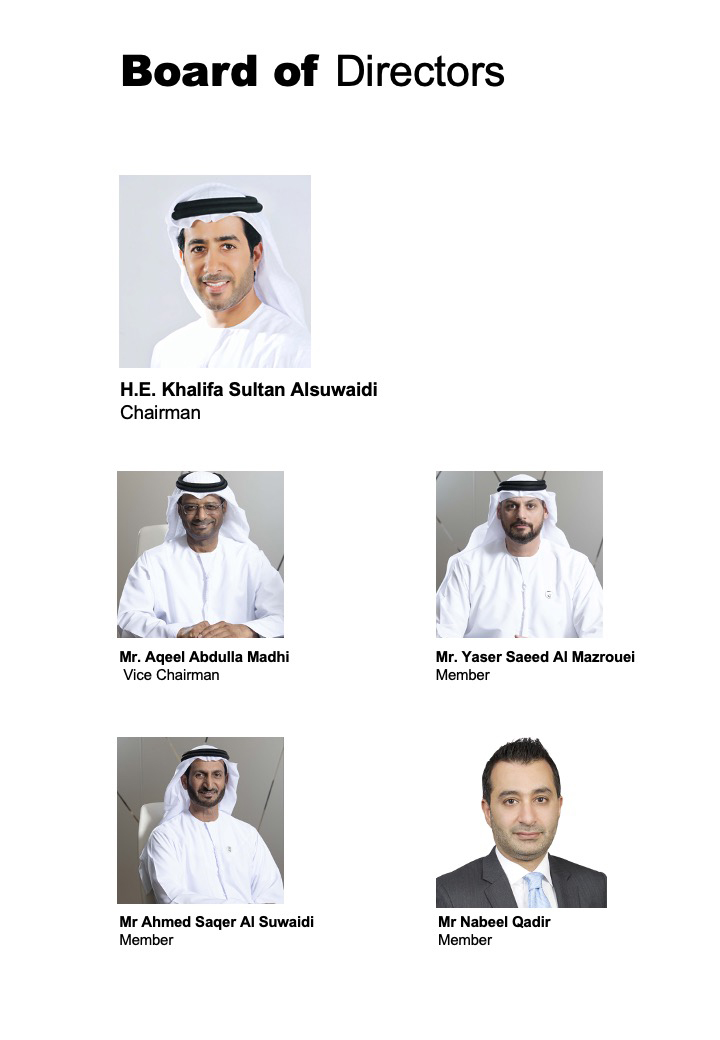 Board of Directors
H.E. Khalifa Sultan Alsuwaidi
Chairman
Mr. Aqeel Abdulla Madhi
Vice Chairman
Mr. Yaser Saeed Al Mazrouei
Member
Mr Ahmed Saqer Al Suwaidi
Member
Mr Nabeel Qadir
Member